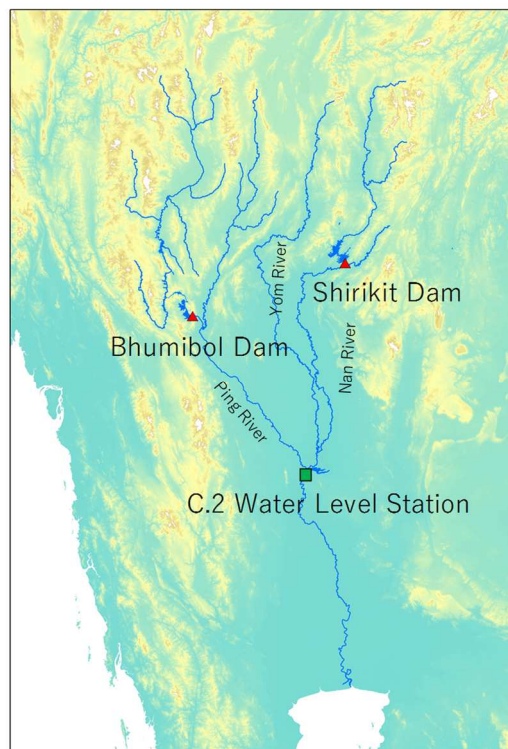 Yom River
Shirikit Dam
Bhumibol Dam
Nan River
Ping River
C.2 Water Level Station